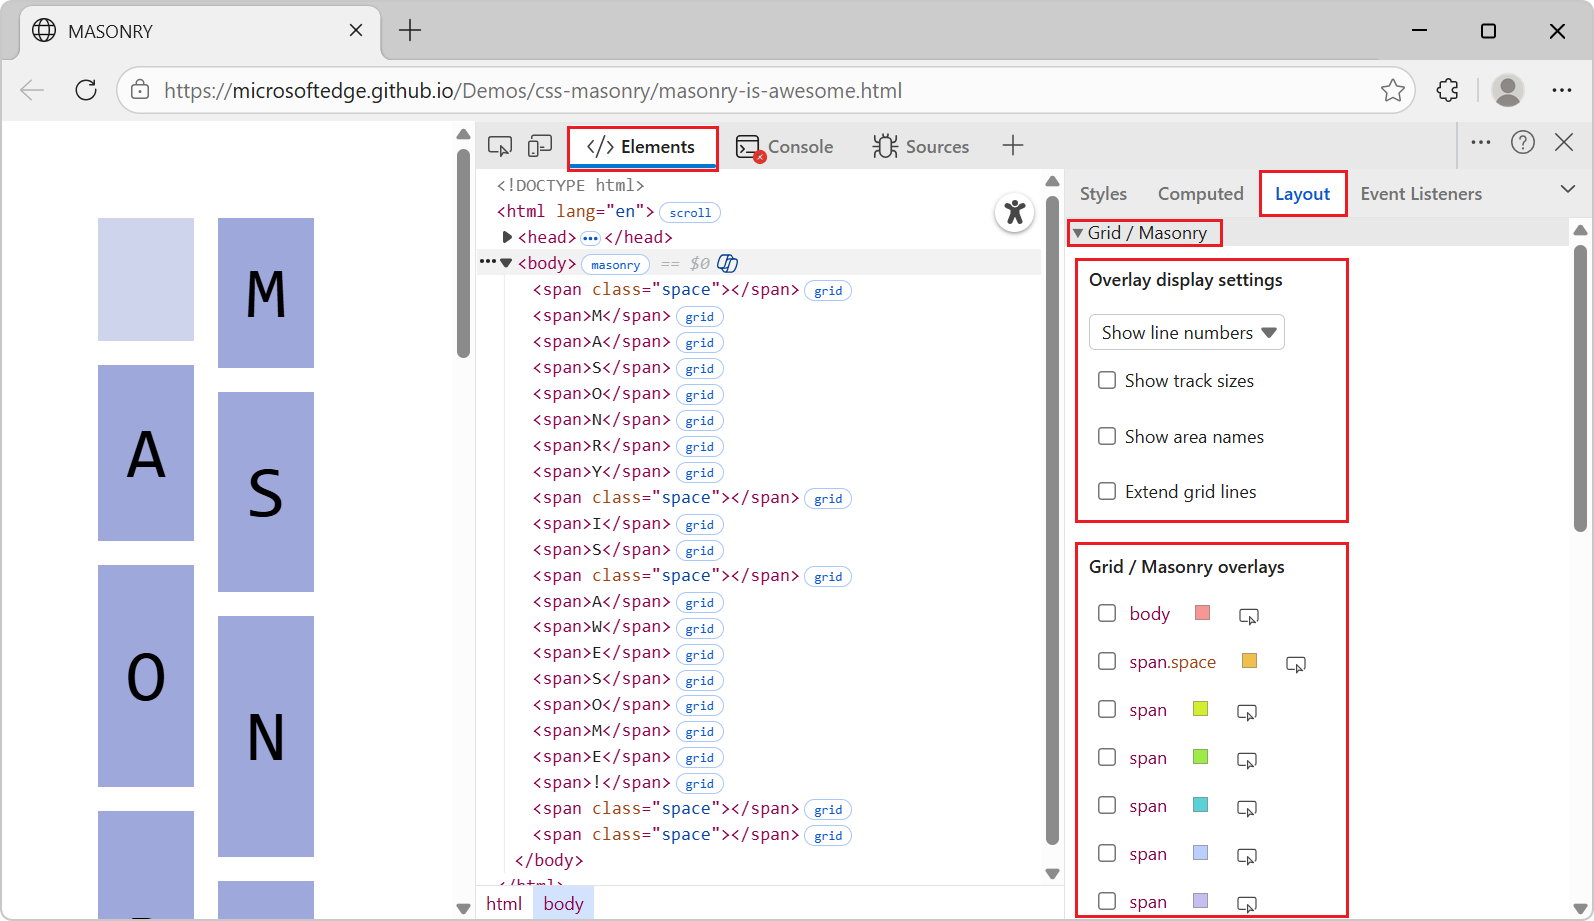 MASONRY
https://microsoftedge.github.io/Demos/css-masonry/masonry-is-awesome.html
M
A
S
O
N
Elements
Console
Sources
<!DOCTYPE html>
<html lang="en"> scroll
<head> ••• </head>
••• <body> masonry == $0
<span class="space"></span> grid
<span>M</span> grid
<span>A</span> grid
<span>S</span> grid
<span>O</span> grid
<span>N</span> grid
<span>R</span> grid
<span>Y</span> grid
<span class="space"></span> grid
<span>I</span> grid
<span>S</span> grid
<span class="space"></span> grid
<span>A</span> grid
<span>W</span> grid
<span>E</span> grid
<span>S</span> grid
<span>O</span> grid
<span>M</span> grid
<span>E</span> grid
<span>!</span> grid
<span class="space"></span> grid
<span class="space"></span> grid
</body>
</html>
html body
Styles Computed Layout Event Listeners
Grid / Masonry
Overlay display settings
Show line numbers
Show track sizes
Show area names
Extend grid lines
Grid / Masonry overlays
body
span.space
span
span
span
span
span